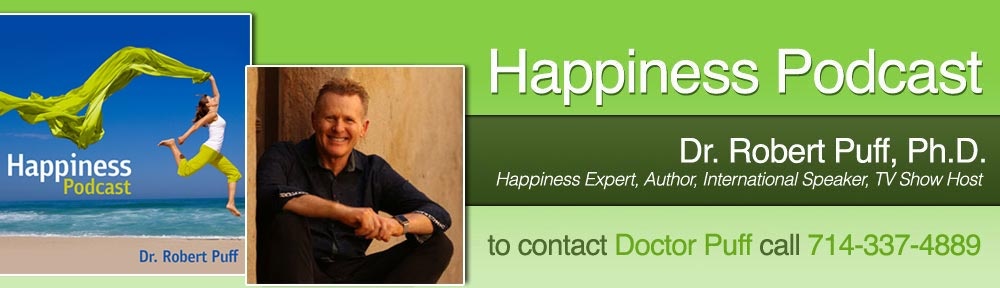 Happiness
Podcast
Dr. Robert Puff
Happiness Podcast
Dr. Robert Puff, Ph.D.
Happiness Expert, Author, International Speaker, TV Show Host
to contact Doctor Puff call 714-337-4889